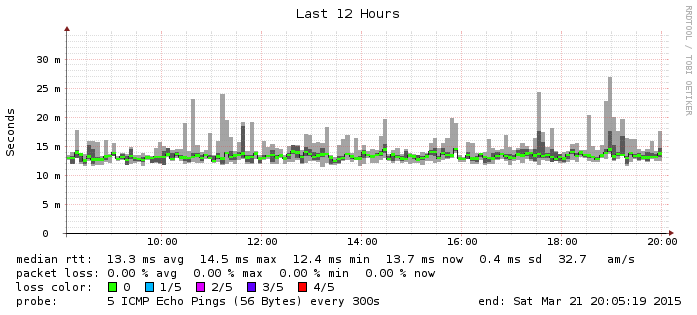 Last 12 Hours
RRDTOOL / TOBI OETIKER
Seconds
30 m
25 m
20 m
15 m
10 m
5 m
0
10:00 12:00 14:00 16:00 18:00 20:00
median rtt: 13.3 ms avg 14.5 ms max 12.4 ms min 13.7 ms now 0.4 ms sd 32.7 am/s
packet loss: 0.00 % avg 0.00 % max 0.00 % min 0.00 % now
loss color: 0 1/5 2/5 3/5 4/5
probe: 5 ICMP Echo Pings (56 Bytes) every 300s end: Sat Mar 21 20:05:19 2015